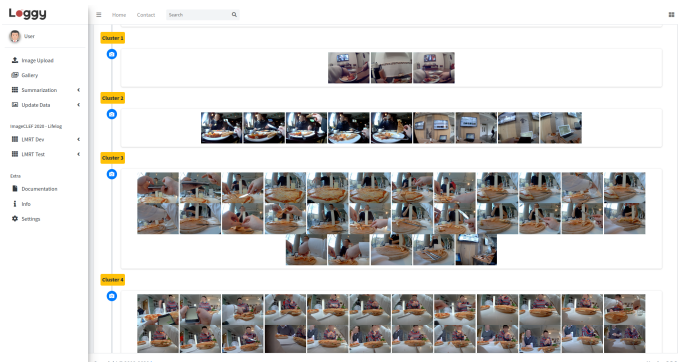 Loggy
Home Contact Search
User
Image Upload
Gallery
Summarization
Update Data
ImageCLEF 2020 - Lifelog
LMRT Dev
LMRT Test
Extra
Documentation
Info
Settings
Cluster 1
Cluster 2
Cluster 3
Cluster 4